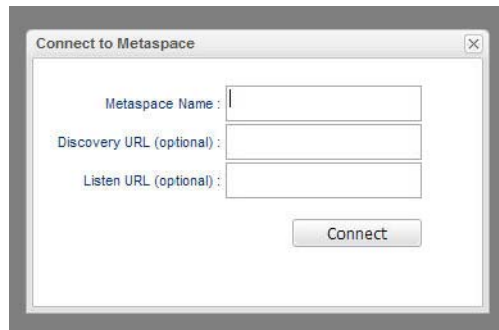 Connect to Metaspace
Metaspace Name :
Discovery URL (optional) :
Listen URL (optional) :
Connect